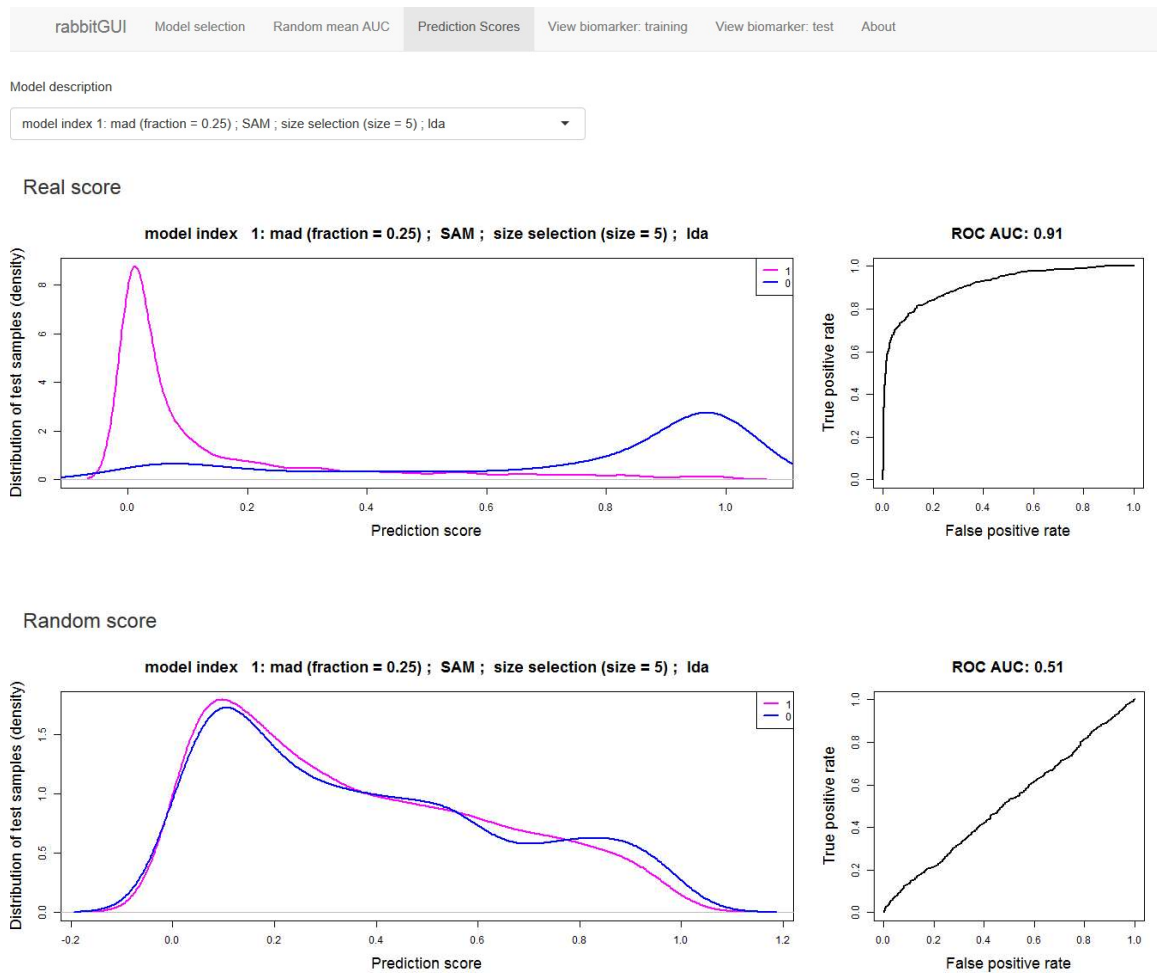 rabbitGUI Model selection Random mean AUC Prediction Scores View biomarker: training View biomarker: test About
Model description
model index 1: mad (fraction = 0.25) ; SAM ; size selection (size = 5) ; lda
Real score
model index 1: mad (fraction = 0.25) ; SAM ; size selection (size = 5) ; lda
Distribution of test samples (density)
8
6
4
2
0
1
0
0.0 0.2 0.4 0.6 0.8 1.0
Prediction score
ROC AUC: 0.91
True positive rate
1.0
0.8
0.6
0.4
0.2
0.0
0.0 0.2 0.4 0.6 0.8 1.0
False positive rate
Random score
model index 1: mad (fraction = 0.25) ; SAM ; size selection (size = 5) ; lda
Distribution of test samples (density)
1.5
1.0
0.5
0.0
1
0
-0.2 0.0 0.2 0.4 0.6 0.8 1.0 1.2
Prediction score
ROC AUC: 0.51
True positive rate
1.0
0.8
0.6
0.4
0.2
0.0
0.0 0.2 0.4 0.6 0.8 1.0
False positive rate